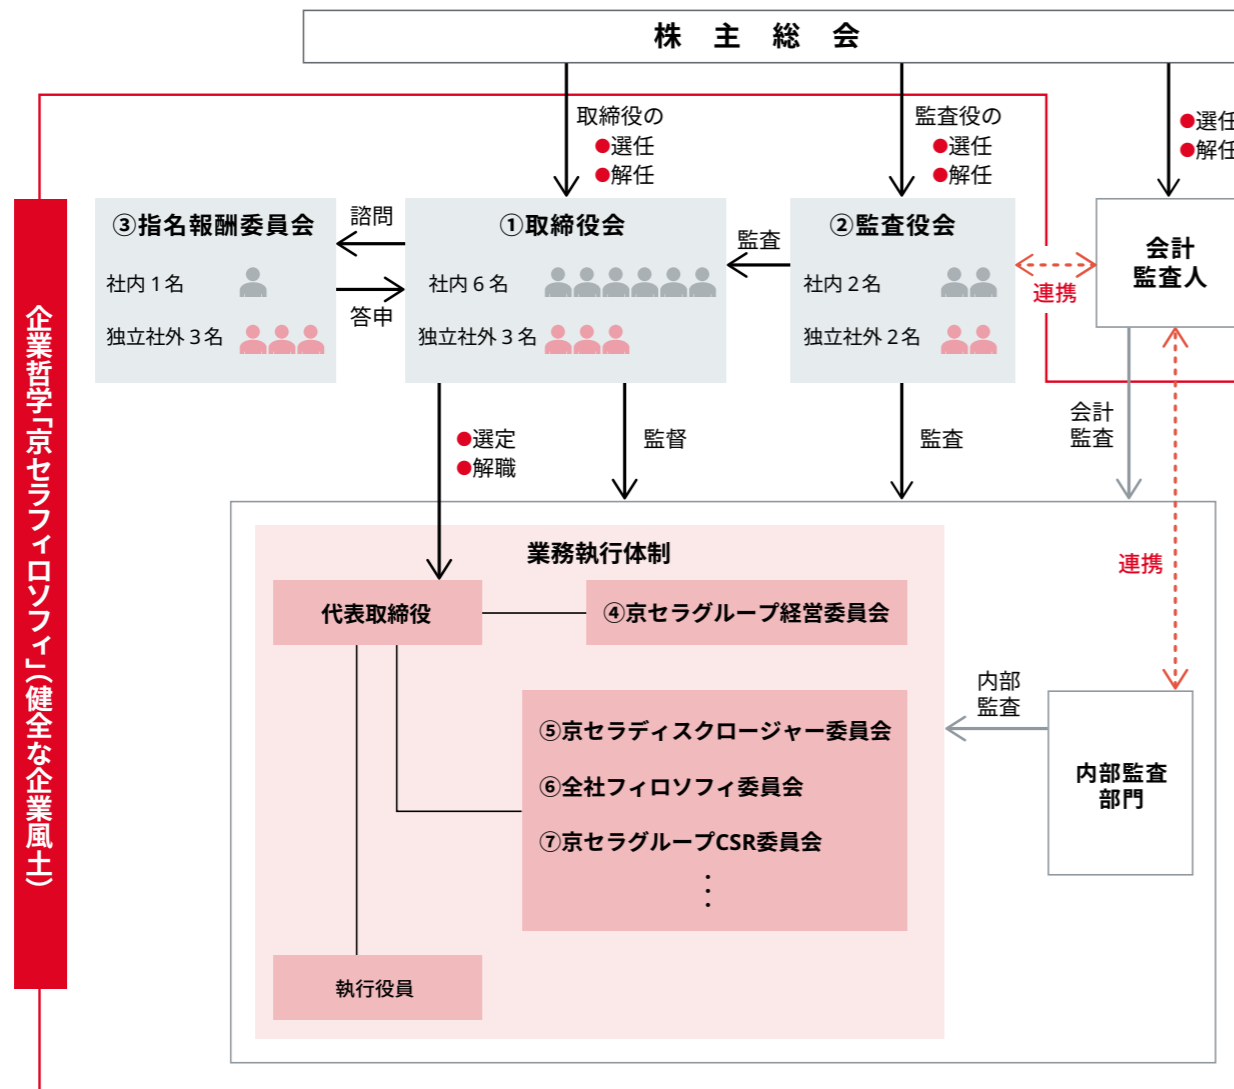 株主総会
取締役の
●選任
●解任
監査役の
●選任
●解任
●選任
●解任
企業哲学「京セラフィロソフィ」（健全な企業風土）
③指名報酬委員会
社内 1 名
独立社外 3 名
諮問
答申
①取締役会
社内 6 名
独立社外 3 名
監査
②監査役会
社内 2 名
独立社外 2 名
連携
会計
監査人
●選定
●解職
監督
監査
会計
監査
連携
業務執行体制
代表取締役
④京セラグループ経営委員会
⑤京セラディスクロージャー委員会
⑥全社フィロソフィ委員会
⑦京セラグループCSR委員会
⋮
執行役員
内部
監査
内部監査
部門